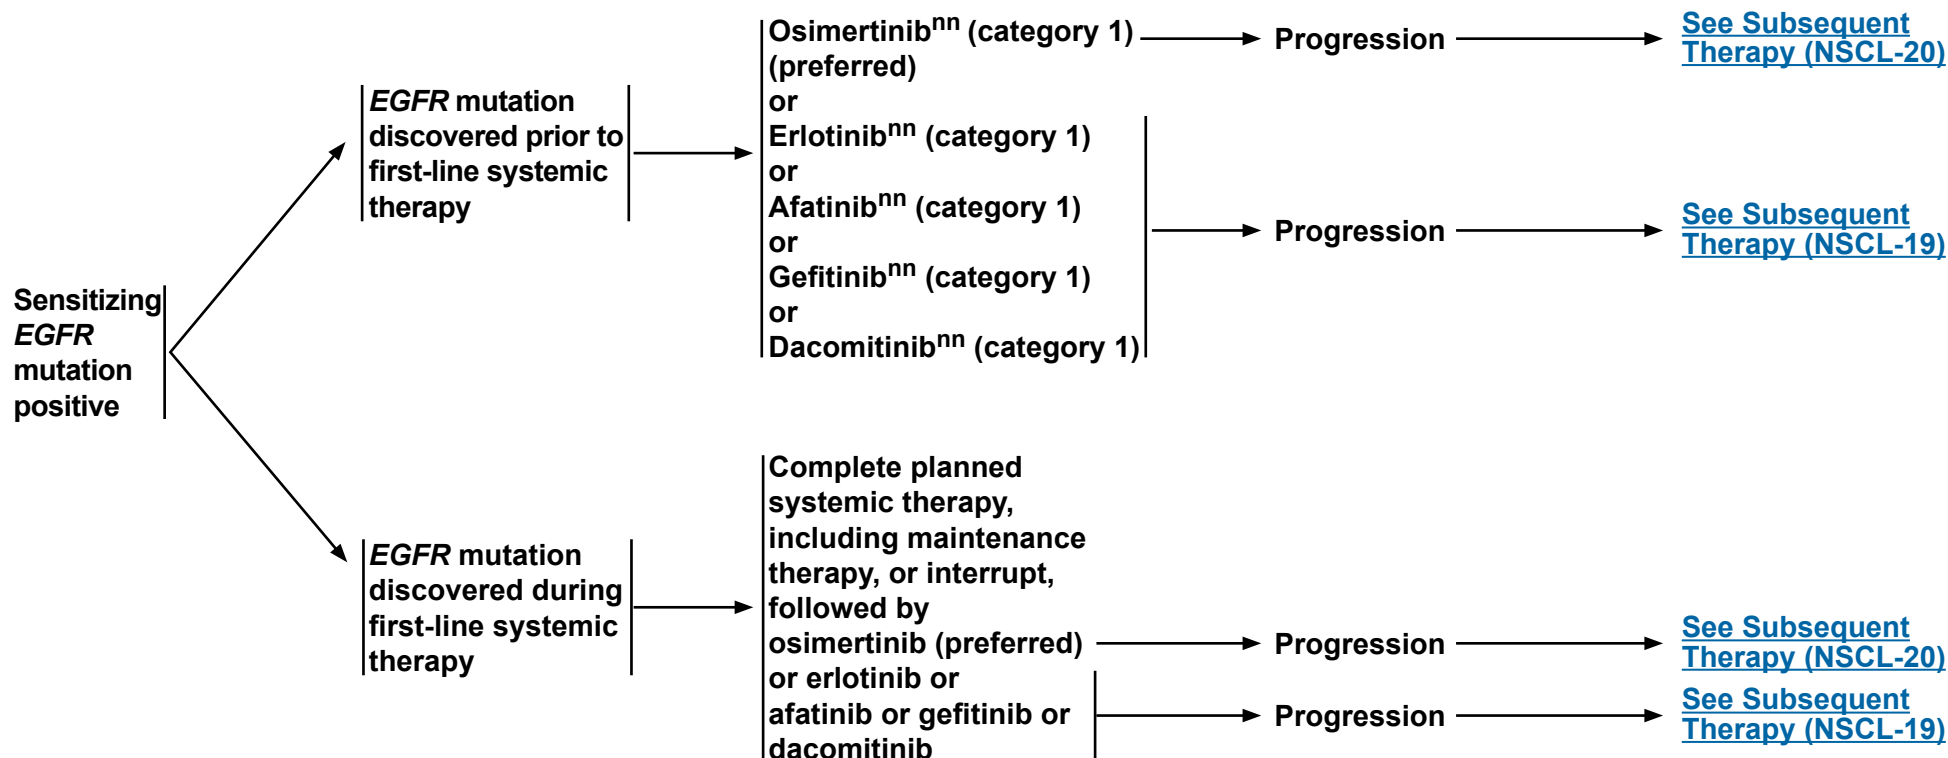 Sensitizing
EGFR
mutation
positive
EGFR mutation
discovered prior to
first-line systemic
therapy
Osimertinibnn (category 1)
(preferred)
or
Erlotinibnn (category 1)
or
Afatinibnn (category 1)
or
Gefitinibnn (category 1)
or
Dacomitinibnn (category 1)
Progression
See Subsequent
Therapy (NSCL-20)
Progression
See Subsequent
Therapy (NSCL-19)
EGFR mutation
discovered during
first-line systemic
therapy
Complete planned
systemic therapy,
including maintenance
therapy, or interrupt,
followed by
osimertinib (preferred)
or erlotinib or
afatinib or gefitinib or
dacomitinib
Progression
See Subsequent
Therapy (NSCL-20)
Progression
See Subsequent
Therapy (NSCL-19)